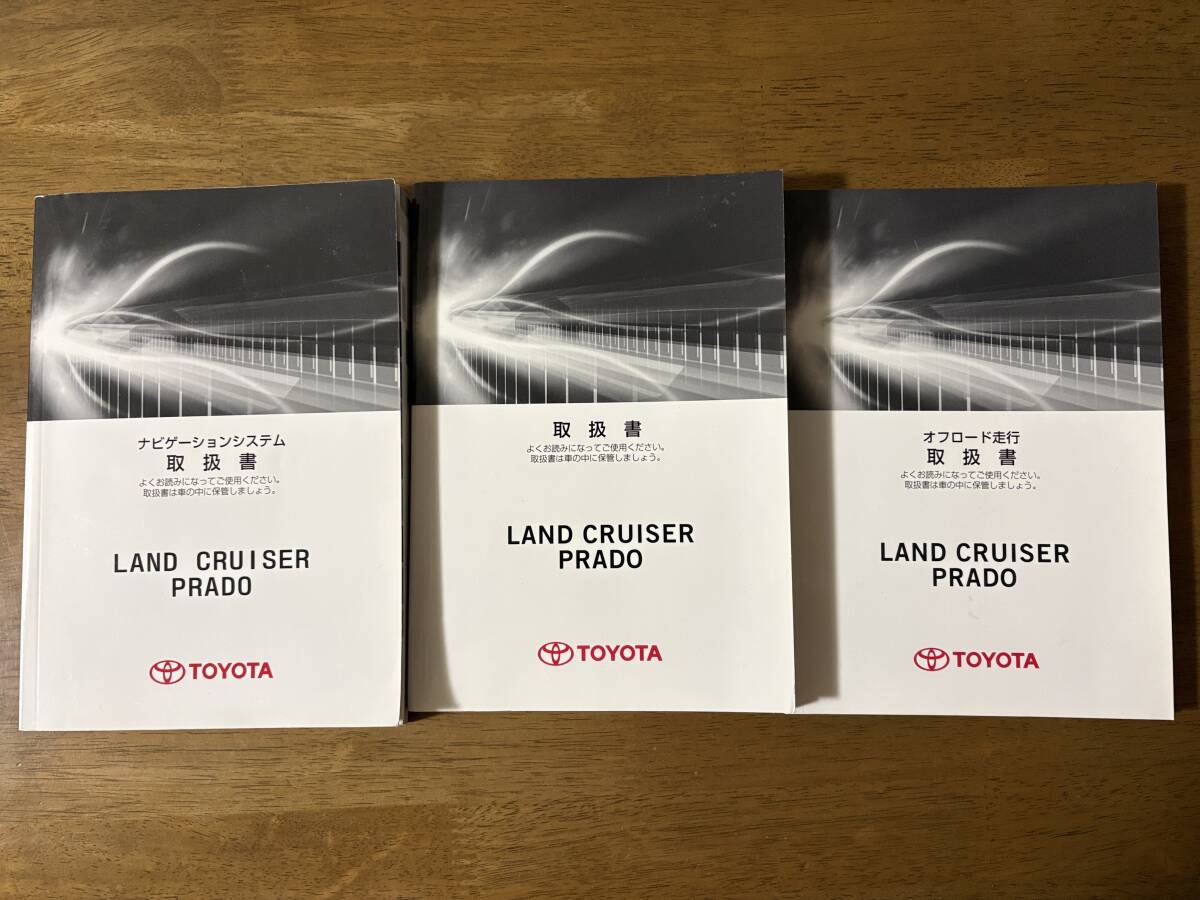 ナビゲーションシステム
取扱書
よくお読みになってご使用ください。
取扱書は車の中に保管しましょう。
LAND CRUISER
PRADO
TOYOTA
取扱書
よくお読みになってご使用ください。
取扱書は車の中に保管しましょう。
LAND CRUISER
PRADO
TOYOTA
オフロード走行
取扱書
よくお読みになってご使用ください。
取扱書は車の中に保管しましょう。
LAND CRUISER
PRADO
TOYOTA